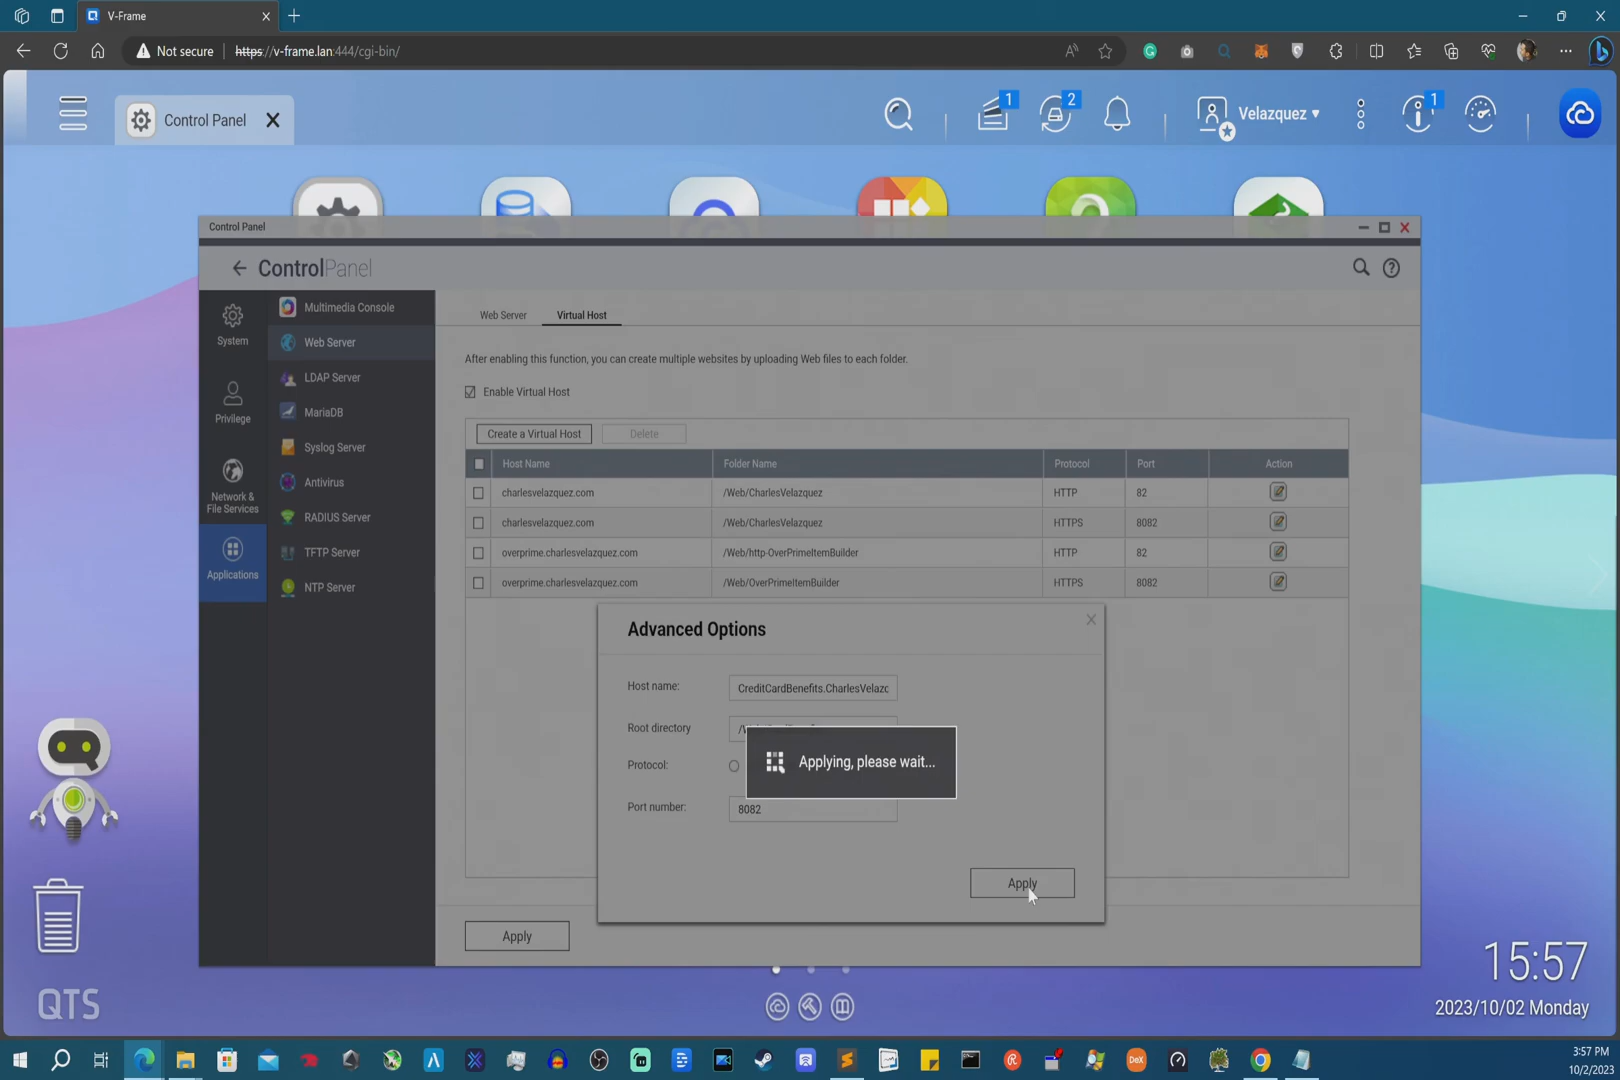 V-Frame
Not secure
https://v-frame.lan:444/cgi-bin/
Control Panel
1
2
Velazquez
1
Control Panel
ControlPanel
System
Privilege
Network &
File Services
Applications
Multimedia Console
Web Server
LDAP Server
MariaDB
Syslog Server
Antivirus
RADIUS Server
TFTP Server
NTP Server
Web Server
Virtual Host
After enabling this function, you can create multiple websites by uploading Web files to each folder.
Enable Virtual Host
Create a Virtual Host
Delete
Host Name Folder Name Protocol Port Action
charlesvelazquez.com /Web/CharlesVelazquez HTTP 82
charlesvelazquez.com /Web/CharlesVelazquez HTTPS 8082
overprime.charlesvelazquez.com /Web/http-OverPrimeItemBuilder HTTP 82
overprime.charlesvelazquez.com /Web/OverPrimeItemBuilder HTTPS 8082
Advanced Options
Host name: CreditCardBenefits.CharlesVelazc
Root directory
Protocol:
Applying, please wait...
Port number: 8082
Apply
Apply
QTS
15:57
2023/10/02 Monday
DeX
3:57 PM
10/2/2023